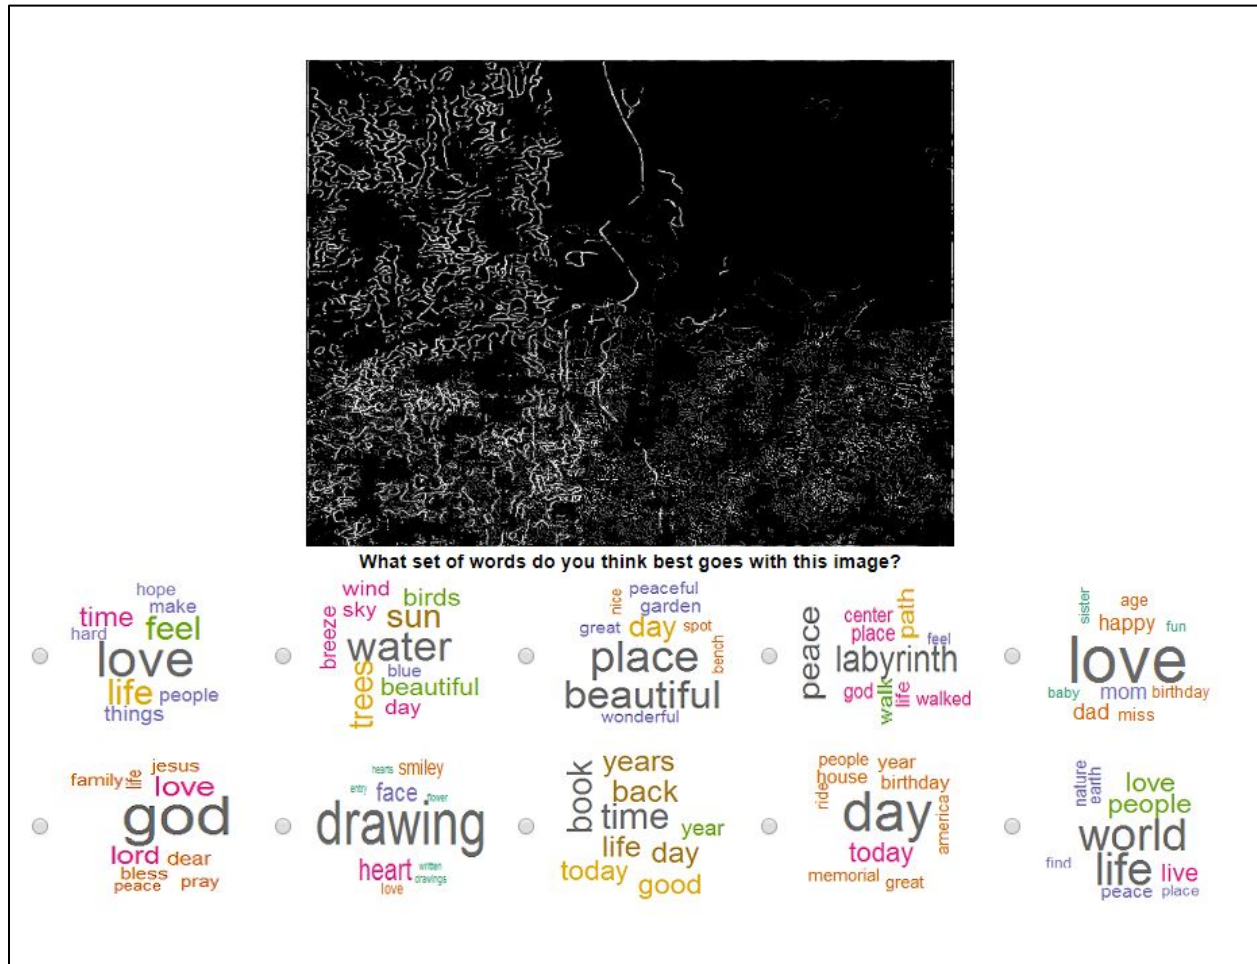 What set of words do you think best goes with this image?
hope
make
time
feel
hard
love
life
people
things
wind
birds
sky
sun
breeze
water
blue
trees
beautiful
day
peaceful
nice
garden
great
day
spot
place
bench
beautiful
wonderful
peace
center
path
place
feel
labyrinth
god
walk
life
walked
sister
age
happy
fun
love
baby
mom
birthday
dad
miss
jesus
family
life
love
god
lord
dear
bless
peace
pray
hearts
smiley
entry
face
flower
drawing
heart
written
drawings
love
years
book
back
time
year
life
day
today
good
people
year
house
birthday
ride
day
america
today
memorial
great
nature
earth
love
people
world
find
life
live
peace
place